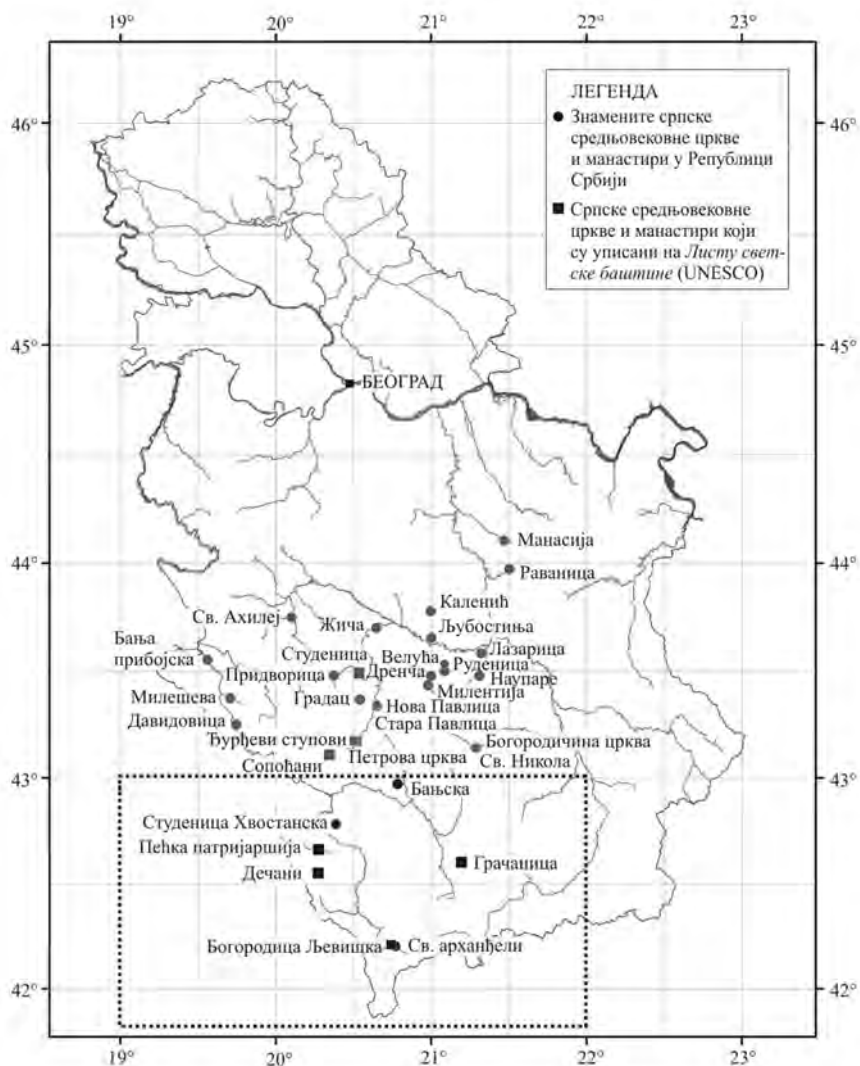 19° 20° 21° 22° 23°
46°
45°
44°
43°
42°
46°
45°
44°
43°
42°
ЛЕГЕНДА
Знамените српске
средњовековне цркве
и манастири у Републици
Србији
Српске средњовековне
цркве и манастири који
су уписани на Листу свет-
ске баштине (UNESCO)
БЕОГРАД
Манасија
Раваница
Каленић
Св. Ахилеј
Жича
Љубостиња
Лазарица
Бања
прибојска
Студеница
Велућа
Руденица
Придворица
Дренча
Наупаре
Милешева
Градац
Милентија
Нова Павлица
Давидовица
Стара Павлица
Ђурђеви ступови
Богородичина црква
Петрова црква
Св. Никола
Сопоћани
Бањска
Студеница Хвостанска
Пећка патријаршија
Грачаница
Дечани
Богородица Љевишка
Св. арханђели
19° 20° 21° 22° 23°